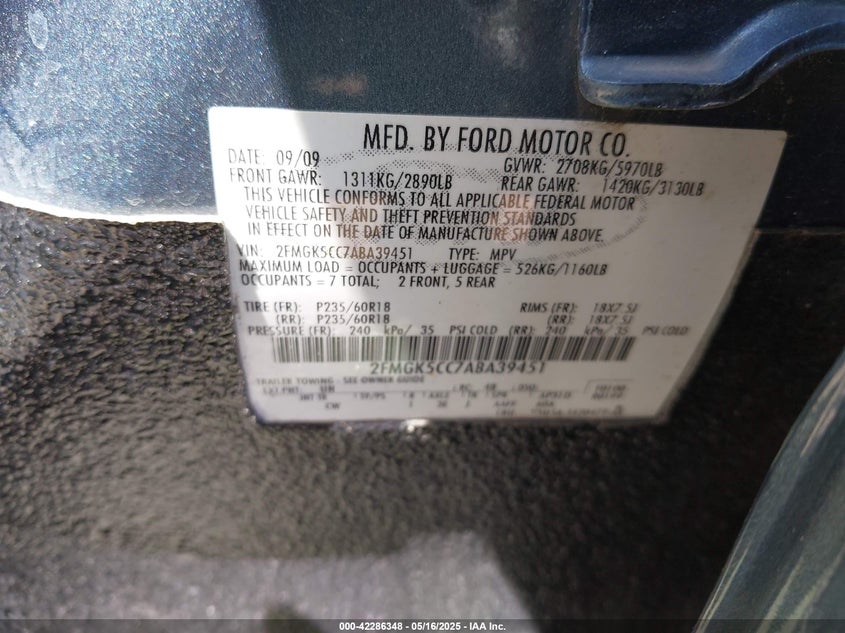 MFD. BY FORD MOTOR CO.
DATE: 09/09 GVWR: 2708KG/5970LB
FRONT GAWR: 1311KG/2890LB REAR GAWR: 1420KG/3130LB
THIS VEHICLE CONFORMS TO ALL APPLICABLE FEDERAL MOTOR
VEHICLE SAFETY AND THEFT PREVENTION STANDARDS
IN EFFECT ON THE DATE OF MANUFACTURE SHOWN ABOVE.
VIN: 2FMGK5CC7ABA39451 TYPE: MPV
MAXIMUM LOAD = OCCUPANTS + LUGGAGE = 526KG/1160LB
OCCUPANTS = 7 TOTAL; 2 FRONT, 5 REAR
TIRE (FR): P235/60R18 RIMS (FR): 18X7.5J
(RR): P235/60R18 (RR): 18X7.5J
PRESSURE (FR): 240 kPa/ 35 PSI COLD (RR): 240 kPa/ 35 PSI COLD
2FMGK5CC7ABA39451
TRAILER TOWING - SEE OWNER GUIDE
EXT PNT: UN
INT TR
000-42286348 - 05/16/2025 - IAA Inc.